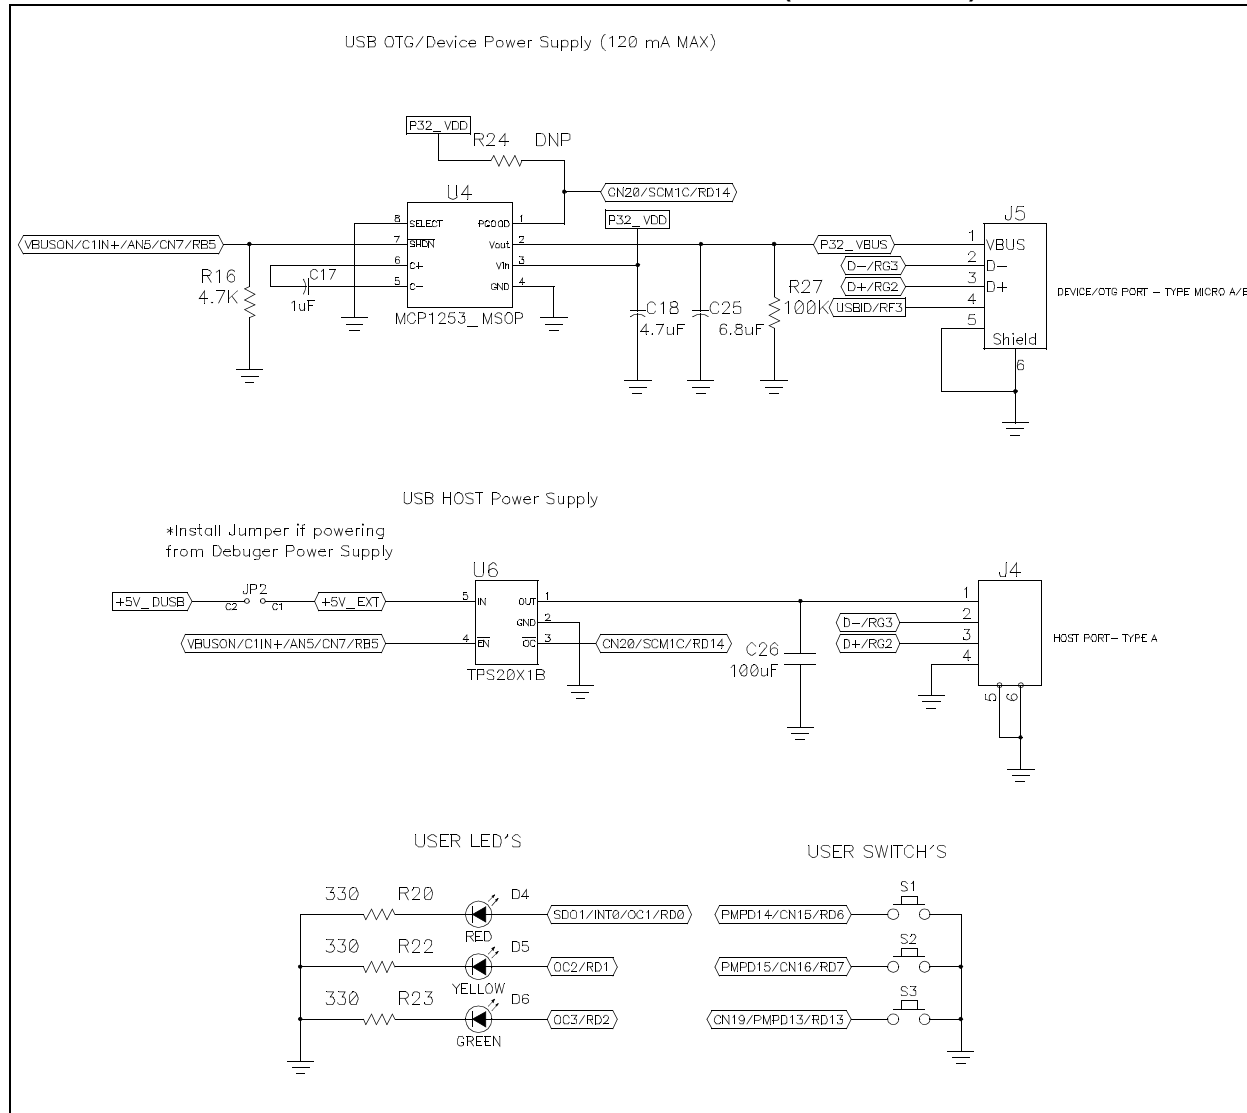 USB OTG/Device Power Supply (120 mA MAX)
P32_VDD
R24 DNP
U4
CN20/SCM1C/RD14
P32_VDD
J5
8 SELECT PGOOD 1
VBUSON/C1IN+/AN5/CN7/RB5
7 SHDN Vout 2
P32_VBUS
1 VBUS
6 C+ Vin 3
D-/RG3
2 D-
R16
4.7K
C17
1uF
5 C- GND 4
D+/RG2
3 D+
R27
100K
USBID/RF3
4
DEVICE/OTG PORT - TYPE MICRO A/B
C18
4.7uF
C25
6.8uF
MCP1253_MSOP
5
Shield
6
USB HOST Power Supply
*Install Jumper if powering
from Debuger Power Supply
U6
J4
+5V_DUSB
JP2
C2 C1
+5V_EXT
5 IN OUT 1
1
GND 2
D-/RG3
2
VBUSON/C1IN+/AN5/CN7/RB5
4 EN OC 3
CN20/SCM1C/RD14
D+/RG2
3
HOST PORT- TYPE A
C26
100uF
4
TPS20X1B
5 6
USER LED'S
USER SWITCH'S
330 R20 D4
RED
SDO1/INT0/OC1/RD0
PMPD14/CN15/RD6
S1
330 R22 D5
YELLOW
OC2/RD1
PMPD15/CN16/RD7
S2
330 R23 D6
GREEN
OC3/RD2
CN19/PMPD13/RD13
S3